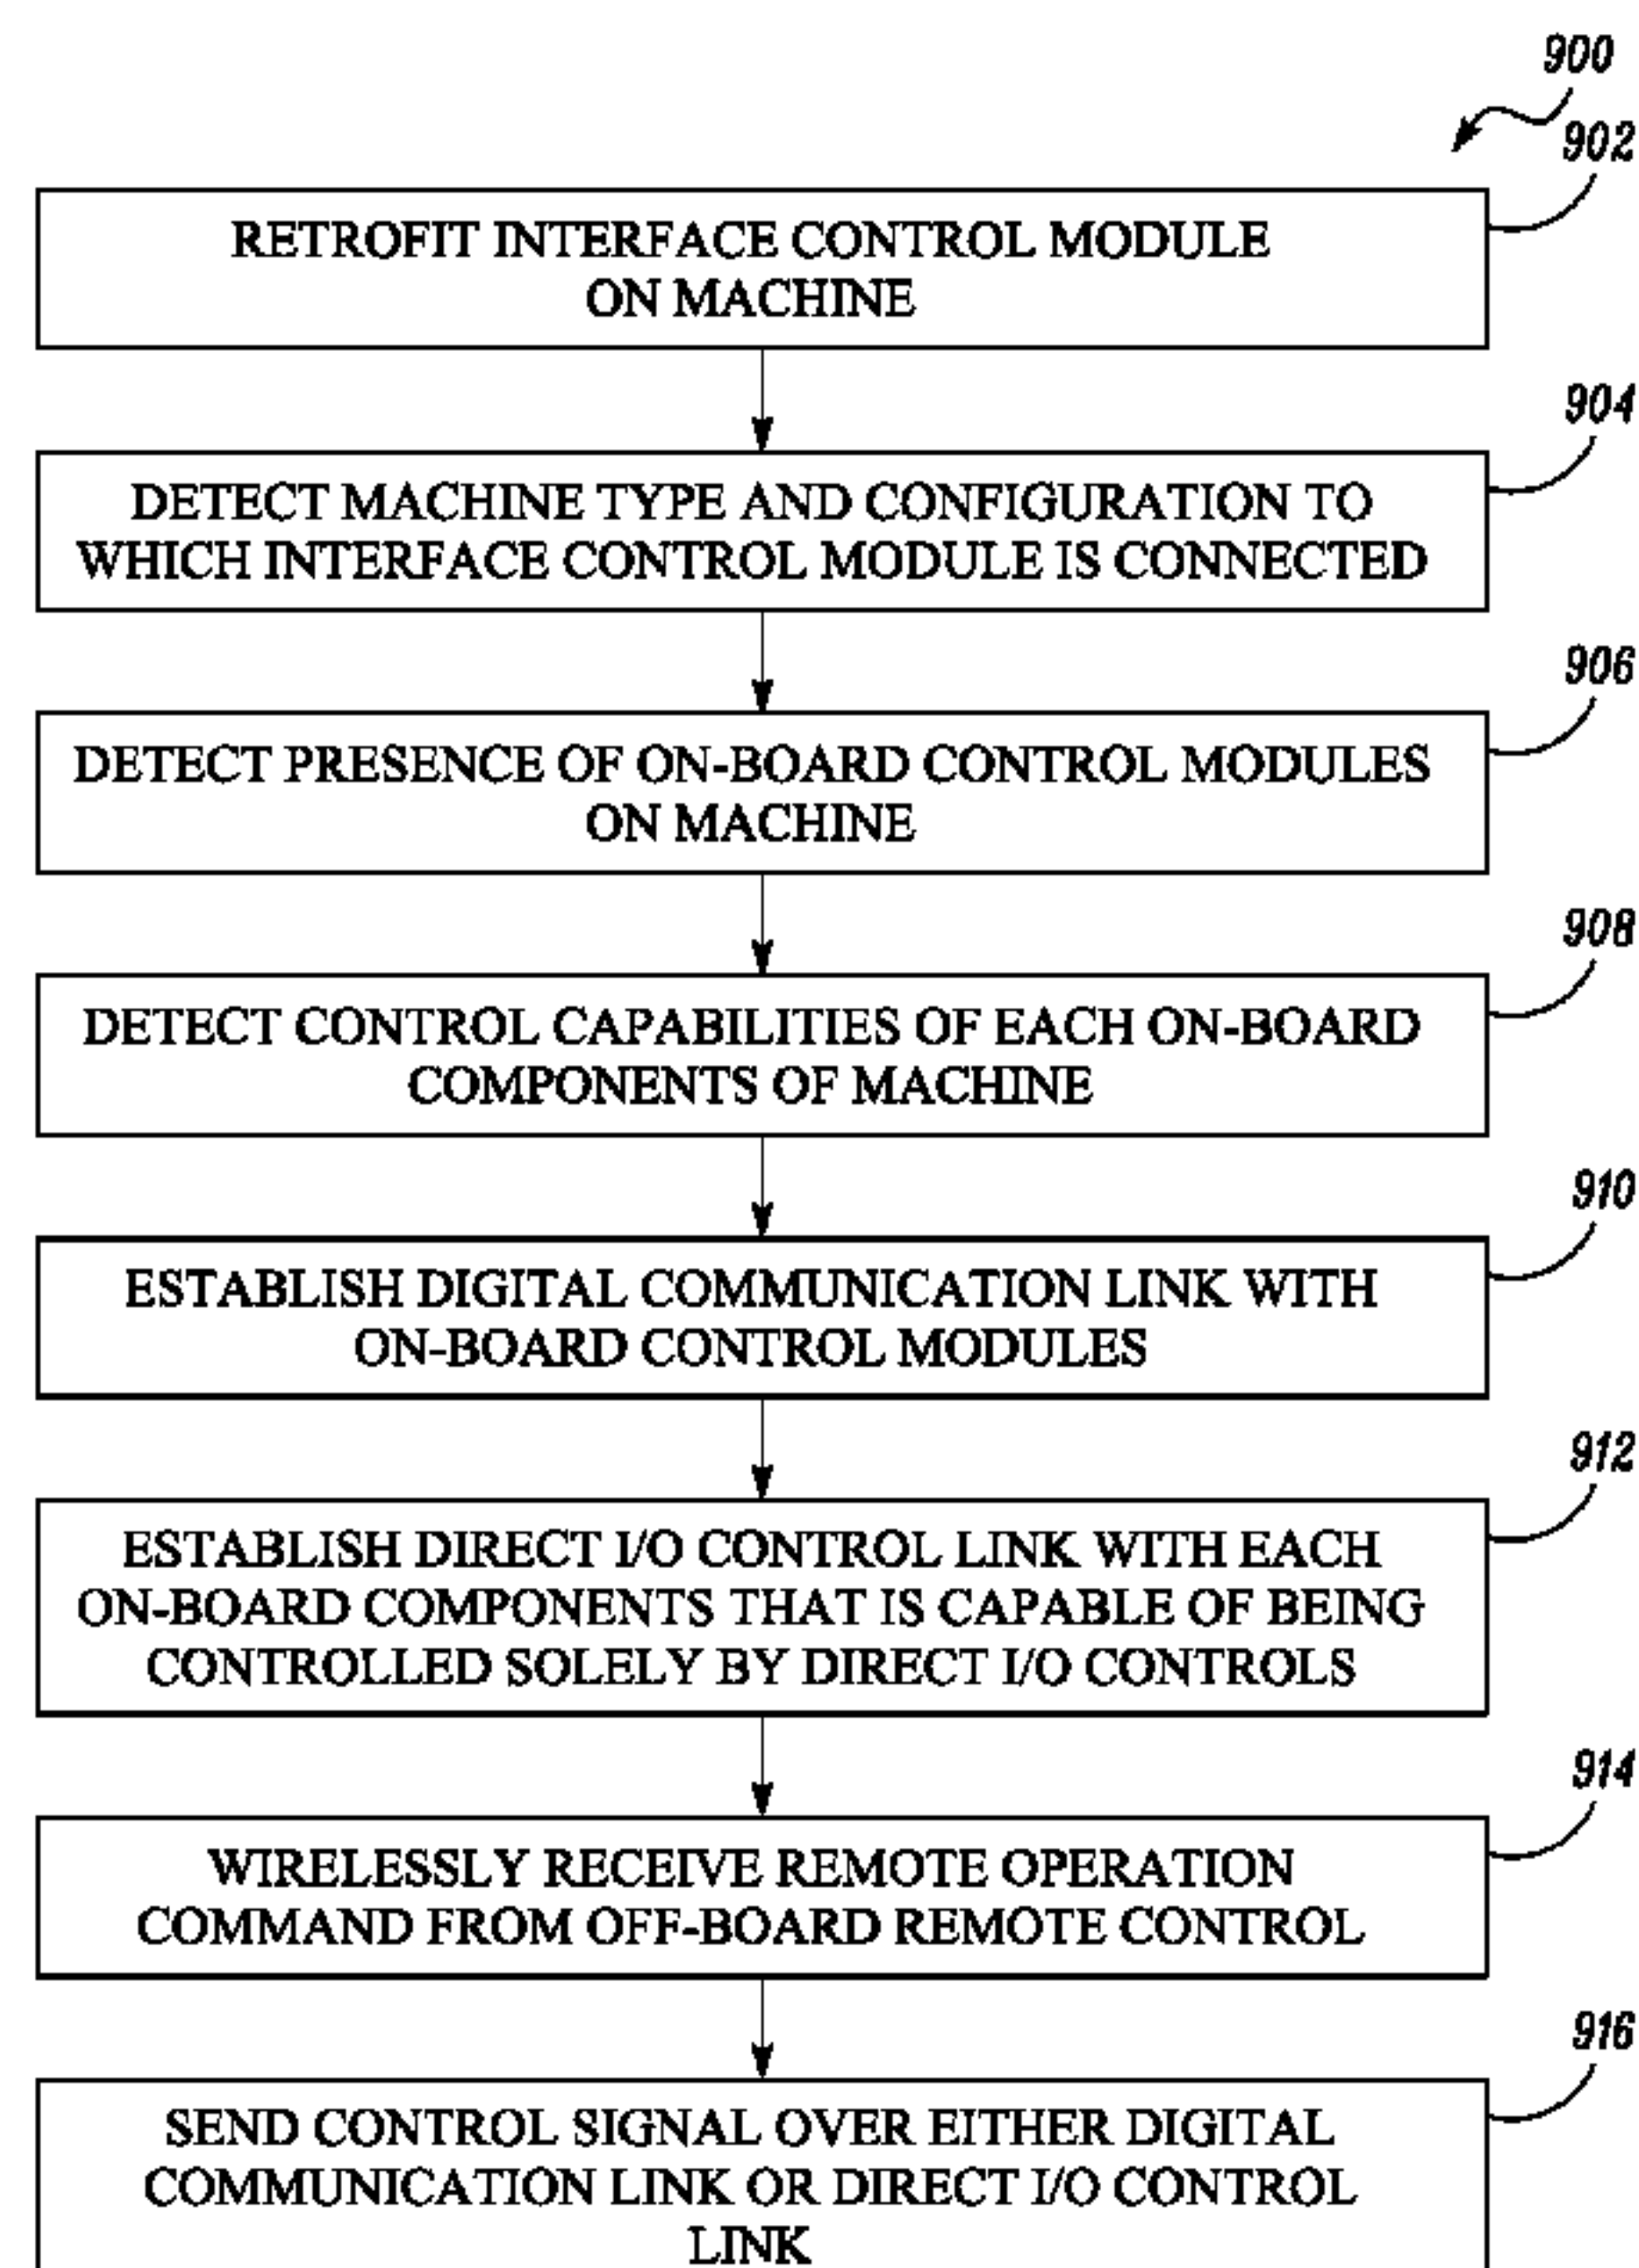 900
902
RETROFIT INTERFACE CONTROL MODULE
ON MACHINE
904
DETECT MACHINE TYPE AND CONFIGURATION TO
WHICH INTERFACE CONTROL MODULE IS CONNECTED
906
DETECT PRESENCE OF ON-BOARD CONTROL MODULES
ON MACHINE
908
DETECT CONTROL CAPABILITIES OF EACH ON-BOARD
COMPONENTS OF MACHINE
910
ESTABLISH DIGITAL COMMUNICATION LINK WITH
ON-BOARD CONTROL MODULES
912
ESTABLISH DIRECT I/O CONTROL LINK WITH EACH
ON-BOARD COMPONENTS THAT IS CAPABLE OF BEING
CONTROLLED SOLELY BY DIRECT I/O CONTROLS
914
WIRELESSLY RECEIVE REMOTE OPERATION
COMMAND FROM OFF-BOARD REMOTE CONTROL
916
SEND CONTROL SIGNAL OVER EITHER DIGITAL
COMMUNICATION LINK OR DIRECT I/O CONTROL
LINK